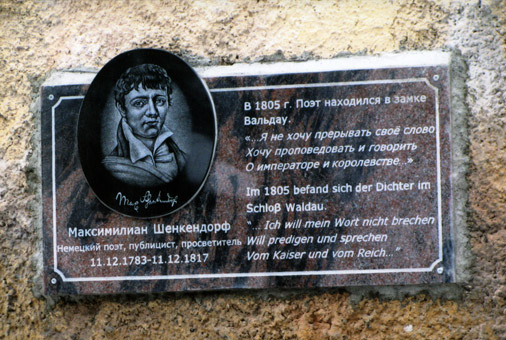 Максимилиан Шенкендорф
Немецкий поэт, публицист, просветитель
11.12.1783-11.12.1817
В 1805 г. Поэт находился в замке
Вальдау.
«...Я не хочу прерывать своё слово
Хочу проповедовать и говорить
О императоре и королевстве...»
Im 1805 befand sich der Dichter im
Schloβ Waldau.
"... Ich will mein Wort nicht brechen
Will predigen und sprechen
Vom Kaiser und vom Reich..."